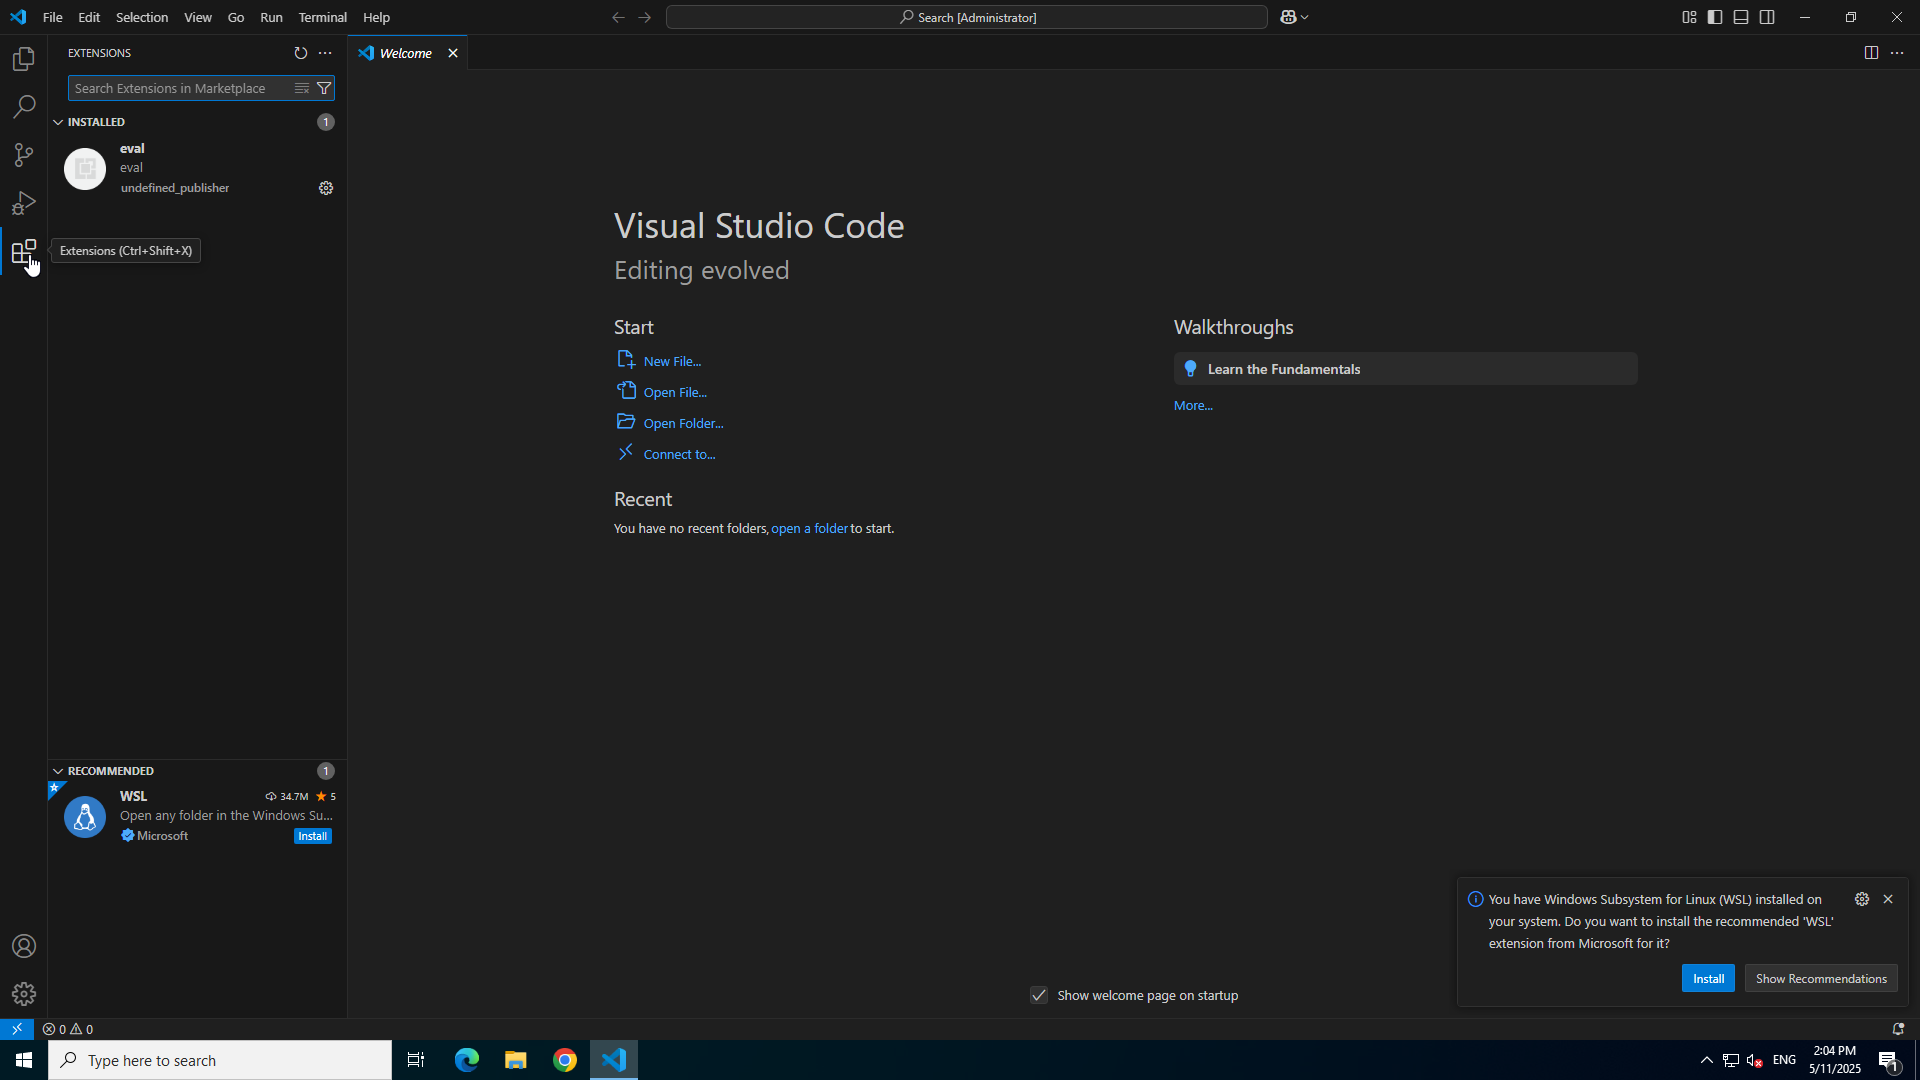 File Edit Selection View Go Run Terminal Help
Search [Administrator]
EXTENSIONS
Search Extensions in Marketplace
INSTALLED 1
eval
eval
undefined_publisher
Extensions (Ctrl+Shift+X)
RECOMMENDED 1
WSL 34.7M 5
Open any folder in the Windows Su...
Microsoft Install
Welcome
Visual Studio Code
Editing evolved
Start
New File...
Open File...
Open Folder...
Connect to...
Recent
You have no recent folders, open a folder to start.
Walkthroughs
Learn the Fundamentals
More...
Show welcome page on startup
You have Windows Subsystem for Linux (WSL) installed on
your system. Do you want to install the recommended 'WSL'
extension from Microsoft for it?
Install Show Recommendations
0 0
Type here to search
ENG
2:04 PM
5/11/2025
1